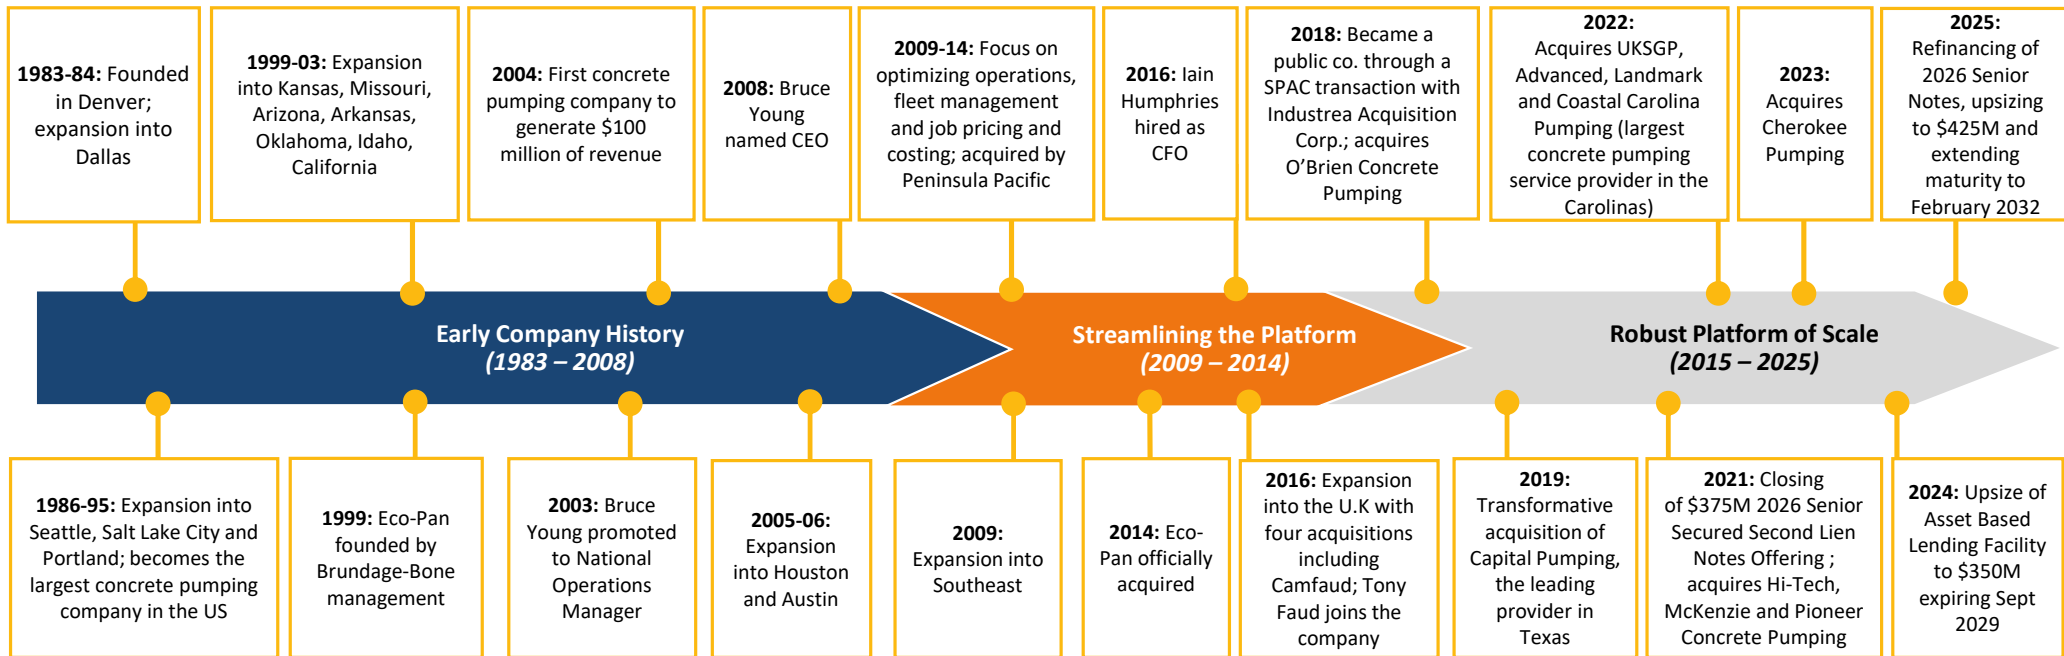 1983-84: Founded
in Denver;
expansion into
Dallas
1999-03: Expansion
into Kansas, Missouri,
Arizona, Arkansas,
Oklahoma, Idaho,
California
2004: First concrete
pumping company to
generate $100
million of revenue
2008: Bruce
Young
named CEO
2009-14: Focus on
optimizing operations,
fleet management
and job pricing and
costing; acquired by
Peninsula Pacific
2016: Iain
Humphries
hired as
CFO
2018: Became a
public co. through a
SPAC transaction with
Industrea Acquisition
Corp.; acquires
O’Brien Concrete
Pumping
2022:
Acquires UKSGP,
Advanced, Landmark
and Coastal Carolina
Pumping (largest
concrete pumping
service provider in the
Carolinas)
2023:
Acquires
Cherokee
Pumping
2025:
Refinancing of
2026 Senior
Notes, upsizing
to $425M and
extending
maturity to
February 2032
Early Company History
(1983 – 2008)
Streamlining the Platform
(2009 – 2014)
Robust Platform of Scale
(2015 – 2025)
1986-95: Expansion into
Seattle, Salt Lake City and
Portland; becomes the
largest concrete pumping
company in the US
1999: Eco-Pan
founded by
Brundage-Bone
management
2003: Bruce
Young promoted
to National
Operations
Manager
2005-06:
Expansion
into Houston
and Austin
2009:
Expansion into
Southeast
2014: Eco-
Pan officially
acquired
2016: Expansion
into the U.K with
four acquisitions
including
Camfaud; Tony
Faud joins the
company
2019:
Transformative
acquisition of
Capital Pumping,
the leading
provider in
Texas
2021: Closing
of $375M 2026 Senior
Secured Second Lien
Notes Offering ;
acquires Hi-Tech,
McKenzie and Pioneer
Concrete Pumping
2024: Upsize of
Asset Based
Lending Facility
to $350M
expiring Sept
2029